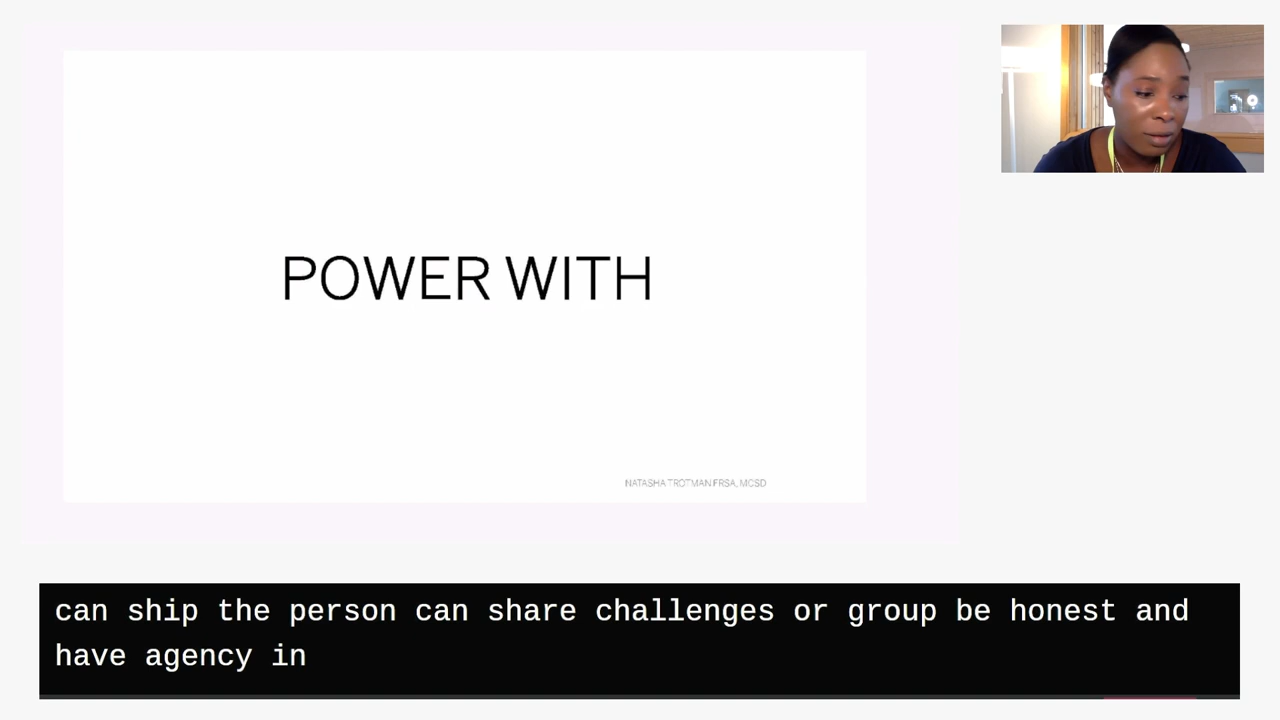 POWER WITH
NATASHA TROTMAN FRSA, MCSD
can ship the person can share challenges or group be honest and
have agency in